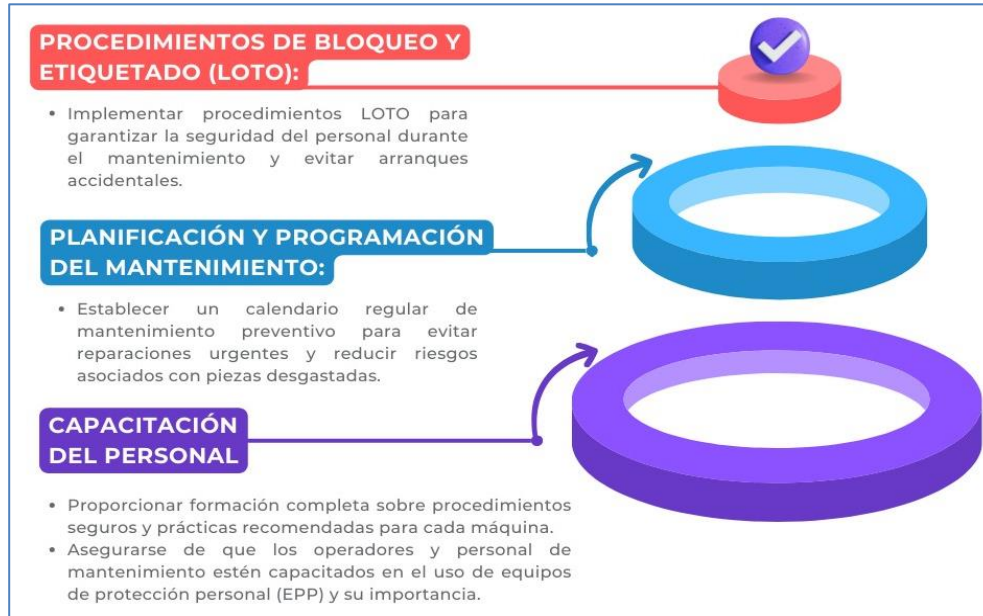 PROCEDIMIENTOS DE BLOQUEO Y
ETIQUETADO (LOTO):
• Implementar procedimientos LOTO para
garantizar la seguridad del personal durante
el mantenimiento y evitar arranques
accidentales.
PLANIFICACIÓN Y PROGRAMACIÓN
DEL MANTENIMIENTO:
• Establecer un calendario regular de
mantenimiento preventivo para evitar
reparaciones urgentes y reducir riesgos
asociados con piezas desgastadas.
CAPACITACIÓN
DEL PERSONAL
• Proporcionar formación completa sobre procedimientos
seguros y prácticas recomendadas para cada máquina.
• Asegurarse de que los operadores y personal de
mantenimiento estén capacitados en el uso de equipos
de protección personal (EPP) y su importancia.